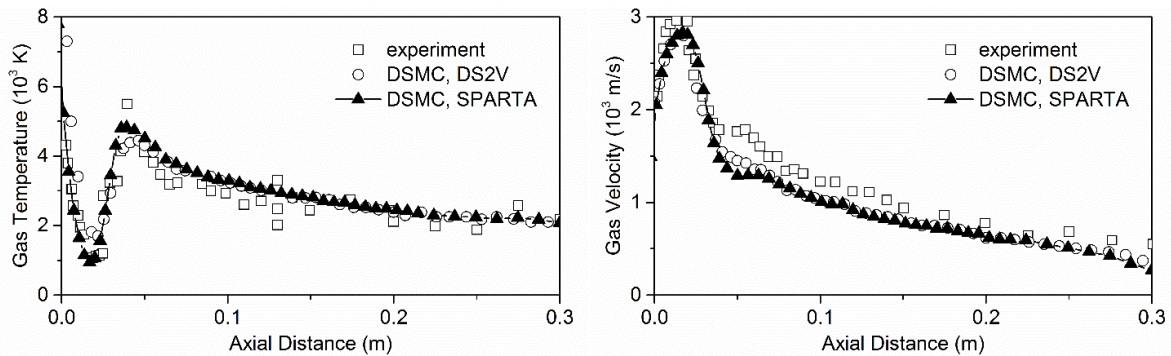 Gas Temperature (10³ K)
8
6
4
2
0
experiment
DSMC, DS2V
DSMC, SPARTA
0.0 0.1 0.2 0.3
Axial Distance (m)
Gas Velocity (10³ m/s)
3
2
1
0
experiment
DSMC, DS2V
DSMC, SPARTA
0.0 0.1 0.2 0.3
Axial Distance (m)